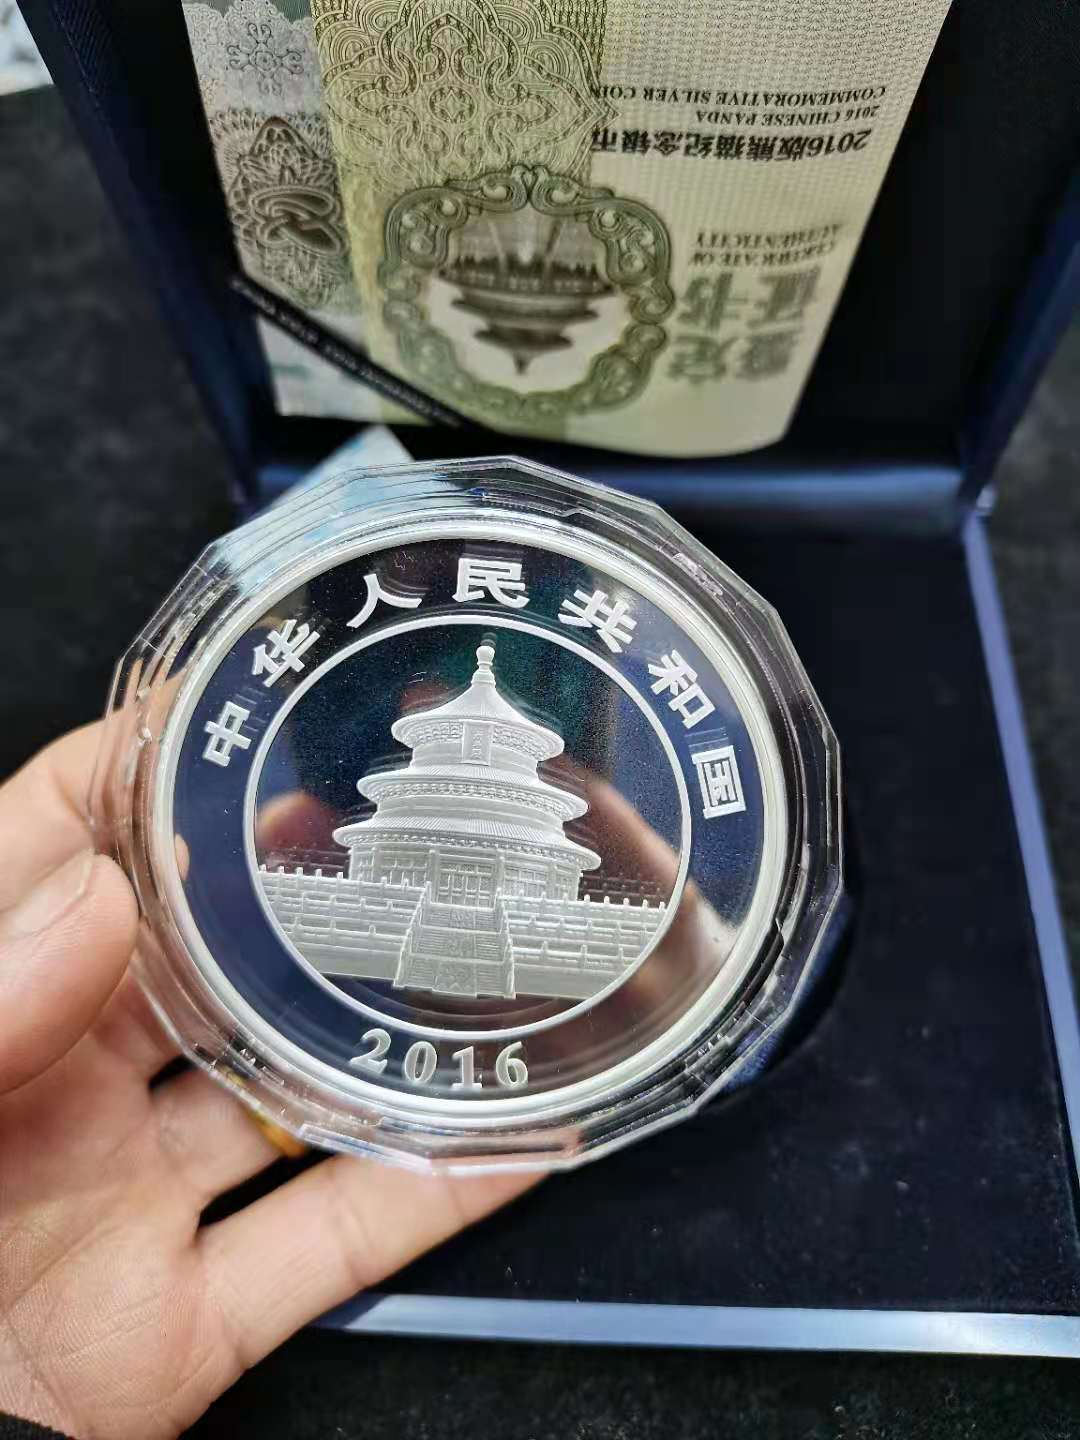 2016版熊猫纪念银币
2016 CHINESE PANDA
COMMEMORATIVE SILVER COIN
鉴定证书
CERTIFICATE OF
AUTHENTICITY
中华人民共和国
2016